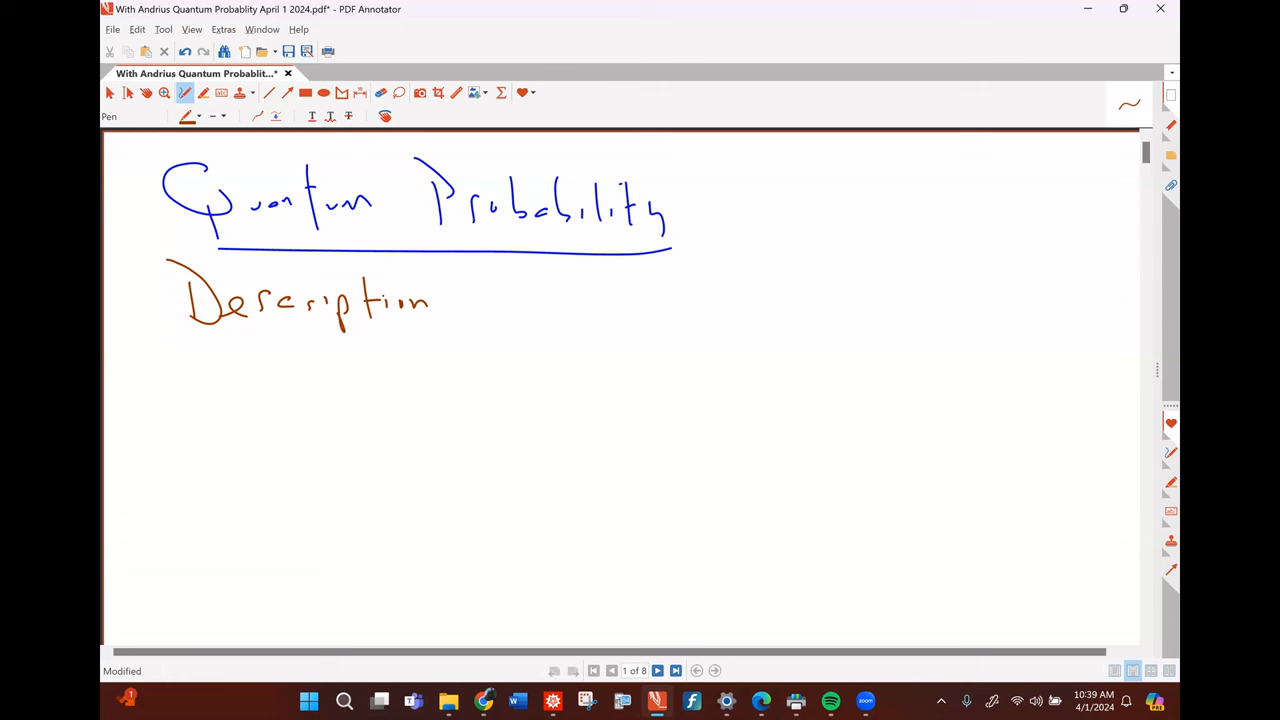 With Andrius Quantum Probablity April 1 2024.pdf* - PDF Annotator
File Edit Tool View Extras Window Help
With Andrius Quantum Probablit...*
Pen
Quantum Probability
Description
Modified
1 of 8
1
10:39 AM
4/1/2024